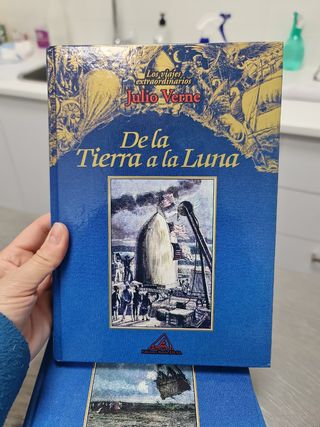 Los viajes
extraordinarios
Julio Verne
De la
Tierra a la Luna